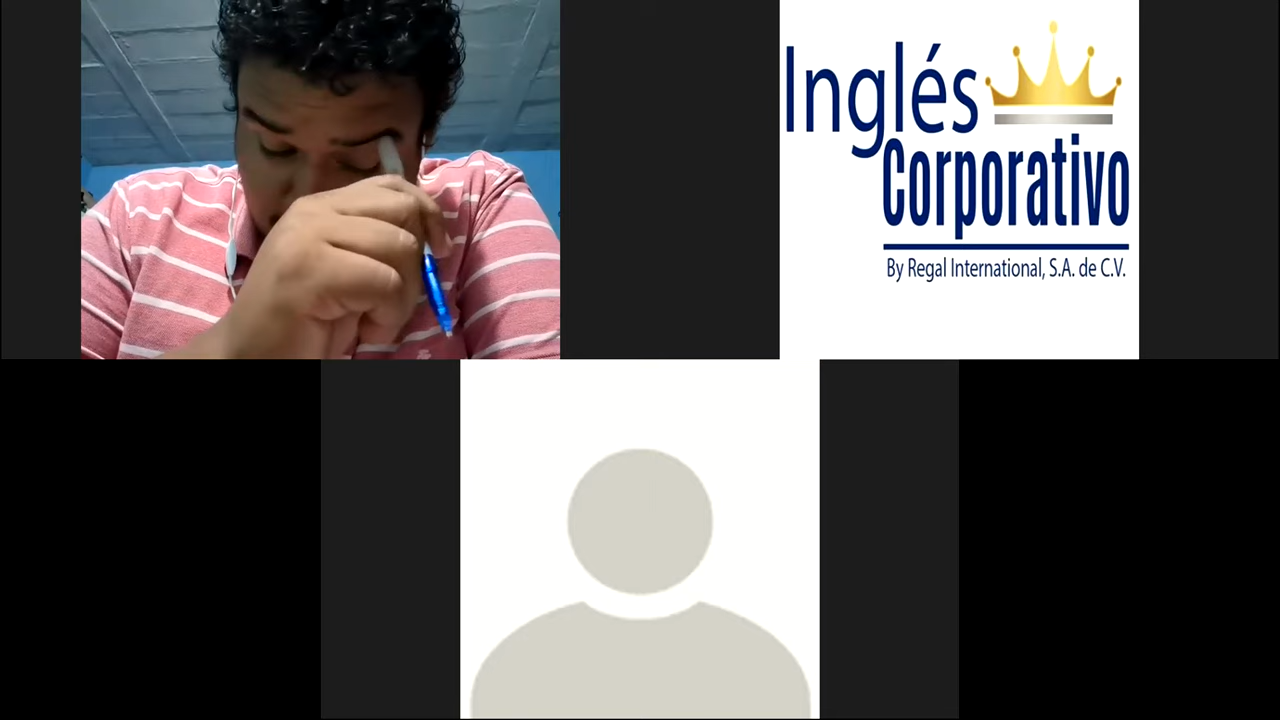 Inglés
Corporativo
By Regal International, S.A. de C.V.